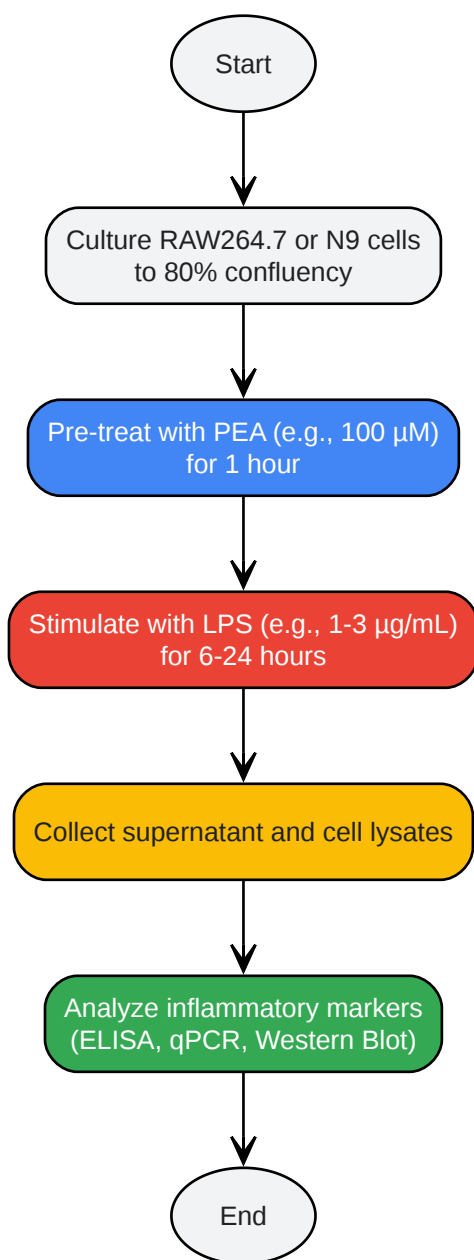 Start
Culture RAW264.7 or N9 cells
to 80% confluency
Pre-treat with PEA (e.g., 100 µM)
for 1 hour
Stimulate with LPS (e.g., 1-3 µg/mL)
for 6-24 hours
Collect supernatant and cell lysates
Analyze inflammatory markers
(ELISA, qPCR, Western Blot)
End